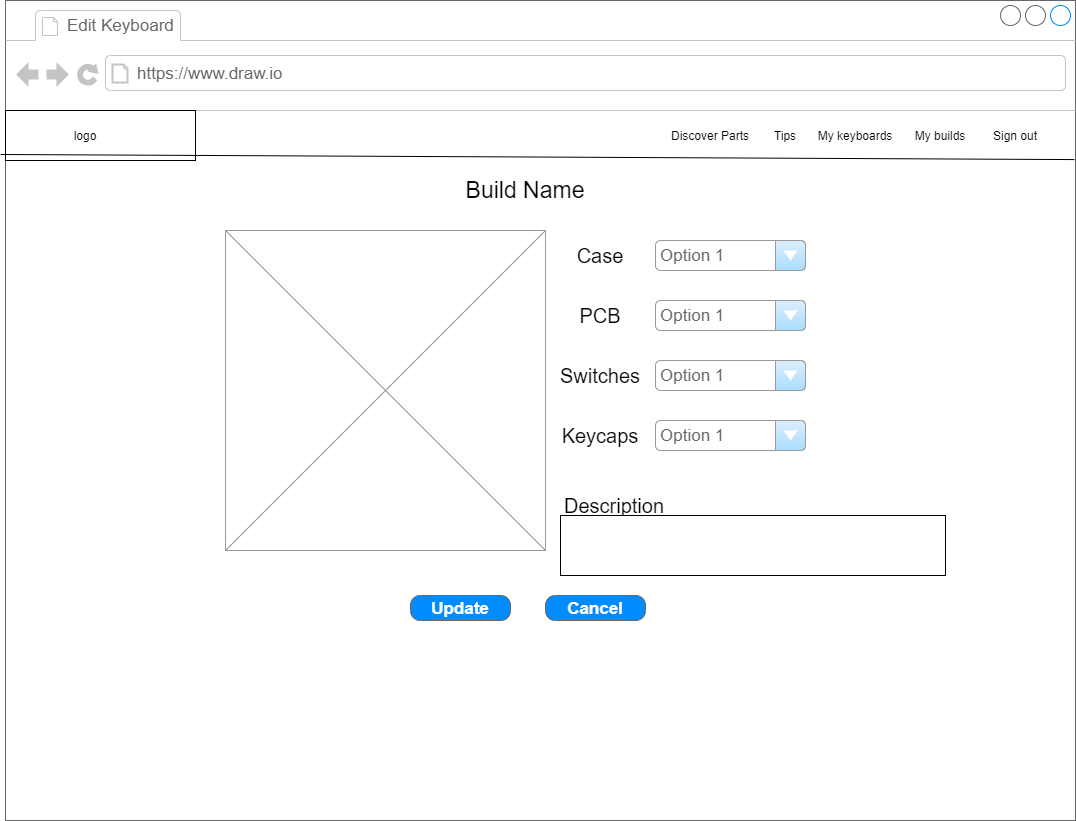 Edit Keyboard
https://www.draw.io
logo
Discover Parts Tips My keyboards My builds Sign out
Build Name
Case Option 1
PCB Option 1
Switches Option 1
Keycaps Option 1
Description
Update Cancel